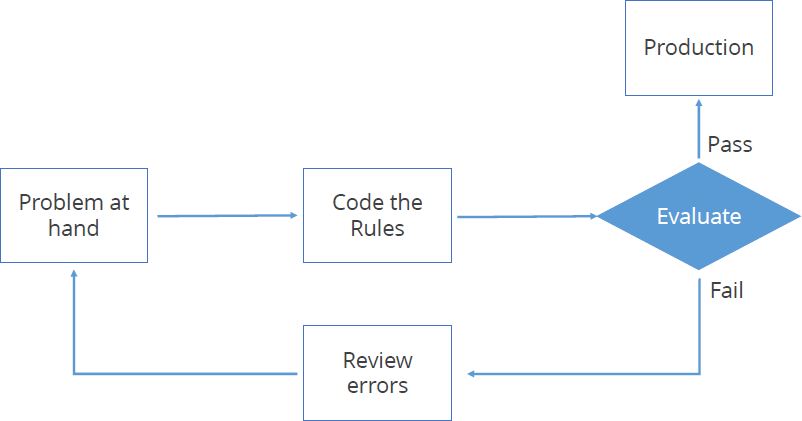 Production
Pass
Problem at
hand
Code the
Rules
Evaluate
Fail
Review
errors